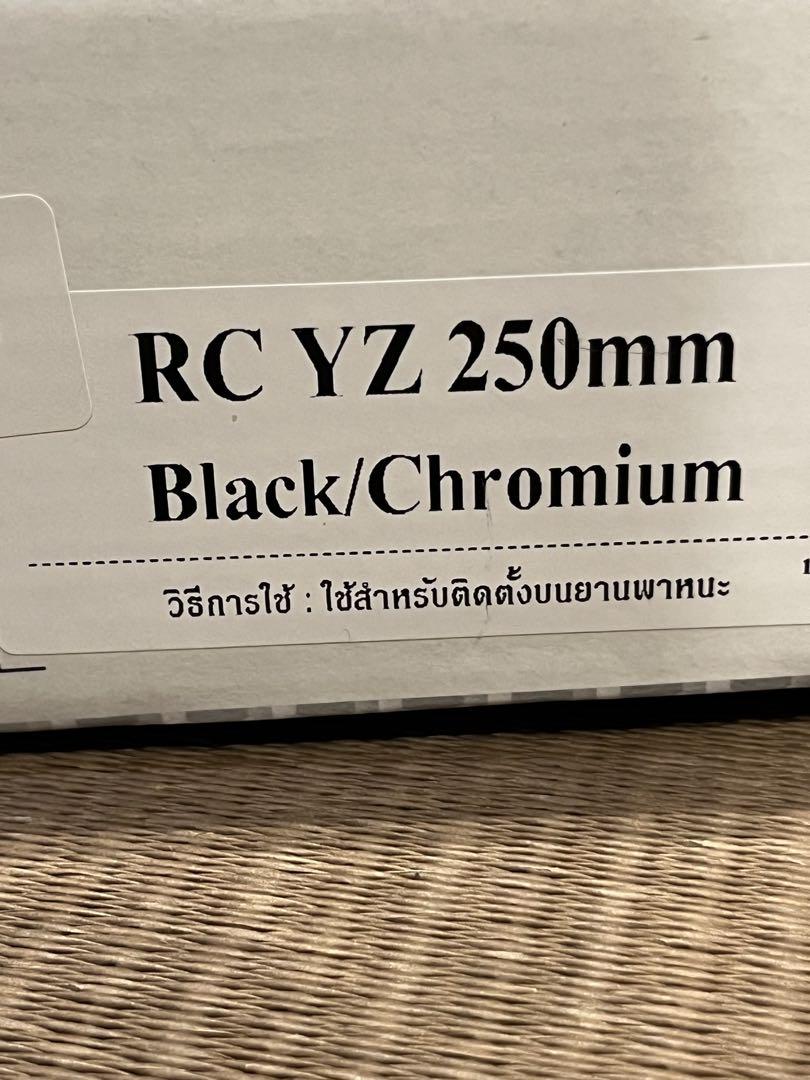 RC YZ 250mm
Black/Chromium
วิธีการใช้ : ใช้สำหรับติดตั้งบนยานพาหนะ